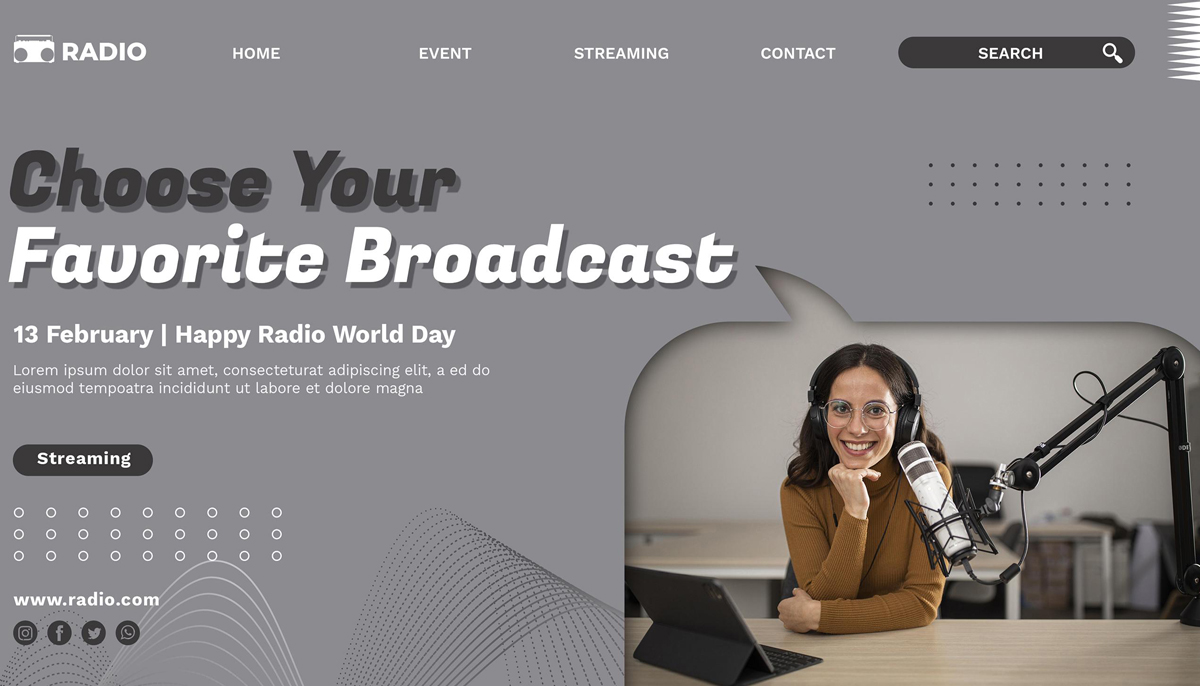 RADIO
HOME
EVENT
STREAMING
CONTACT
SEARCH
Choose Your
Favorite Broadcast
13 February | Happy Radio World Day
Lorem ipsum dolor sit amet, consecteturat adipiscing elit, a ed do
eiusmod tempoatra incididunt ut labore et dolore magna
Streaming
www.radio.com